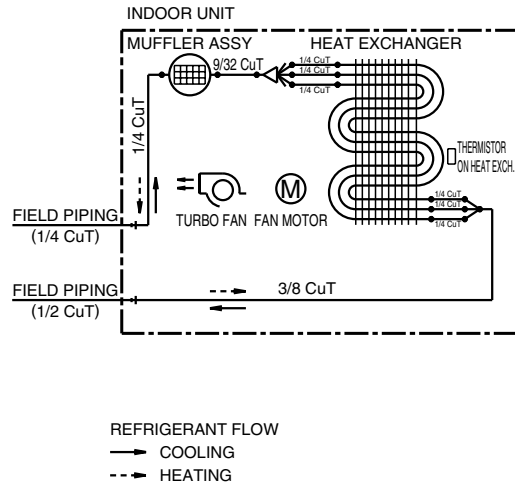 INDOOR UNIT
MUFFLER ASSY
HEAT EXCHANGER
9/32 CuT
1/4 CuT
1/4 CuT
1/4 CuT
1/4 CuT
THERMISTOR
ON HEAT EXCH.
M
TURBO FAN
FAN MOTOR
1/4 CuT
1/4 CuT
1/4 CuT
FIELD PIPING
(1/4 CuT)
FIELD PIPING
(1/2 CuT)
3/8 CuT
REFRIGERANT FLOW
COOLING
HEATING